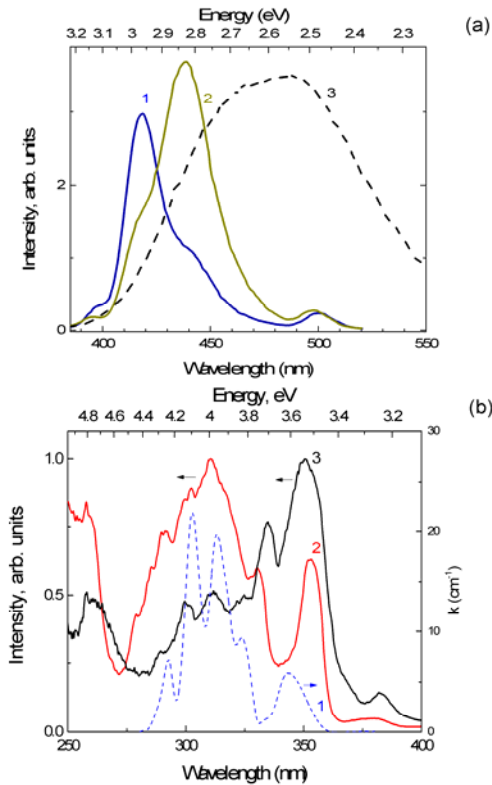 Energy (eV)
(a)
3.2 3.1 3 2.9 2.8 2.7 2.6 2.5 2.4 2.3
1 2 3
2
0
Intensity, arb. units
400 450 500 550
Wavelength (nm)
Energy, eV
(b)
4.8 4.6 4.4 4.2 4 3.8 3.6 3.4 3.2
1.0 30
3
2
20
0.5
10
1
0.0 0
Intensity, arb. units
k (cm⁻¹)
250 300 350 400
Wavelength (nm)